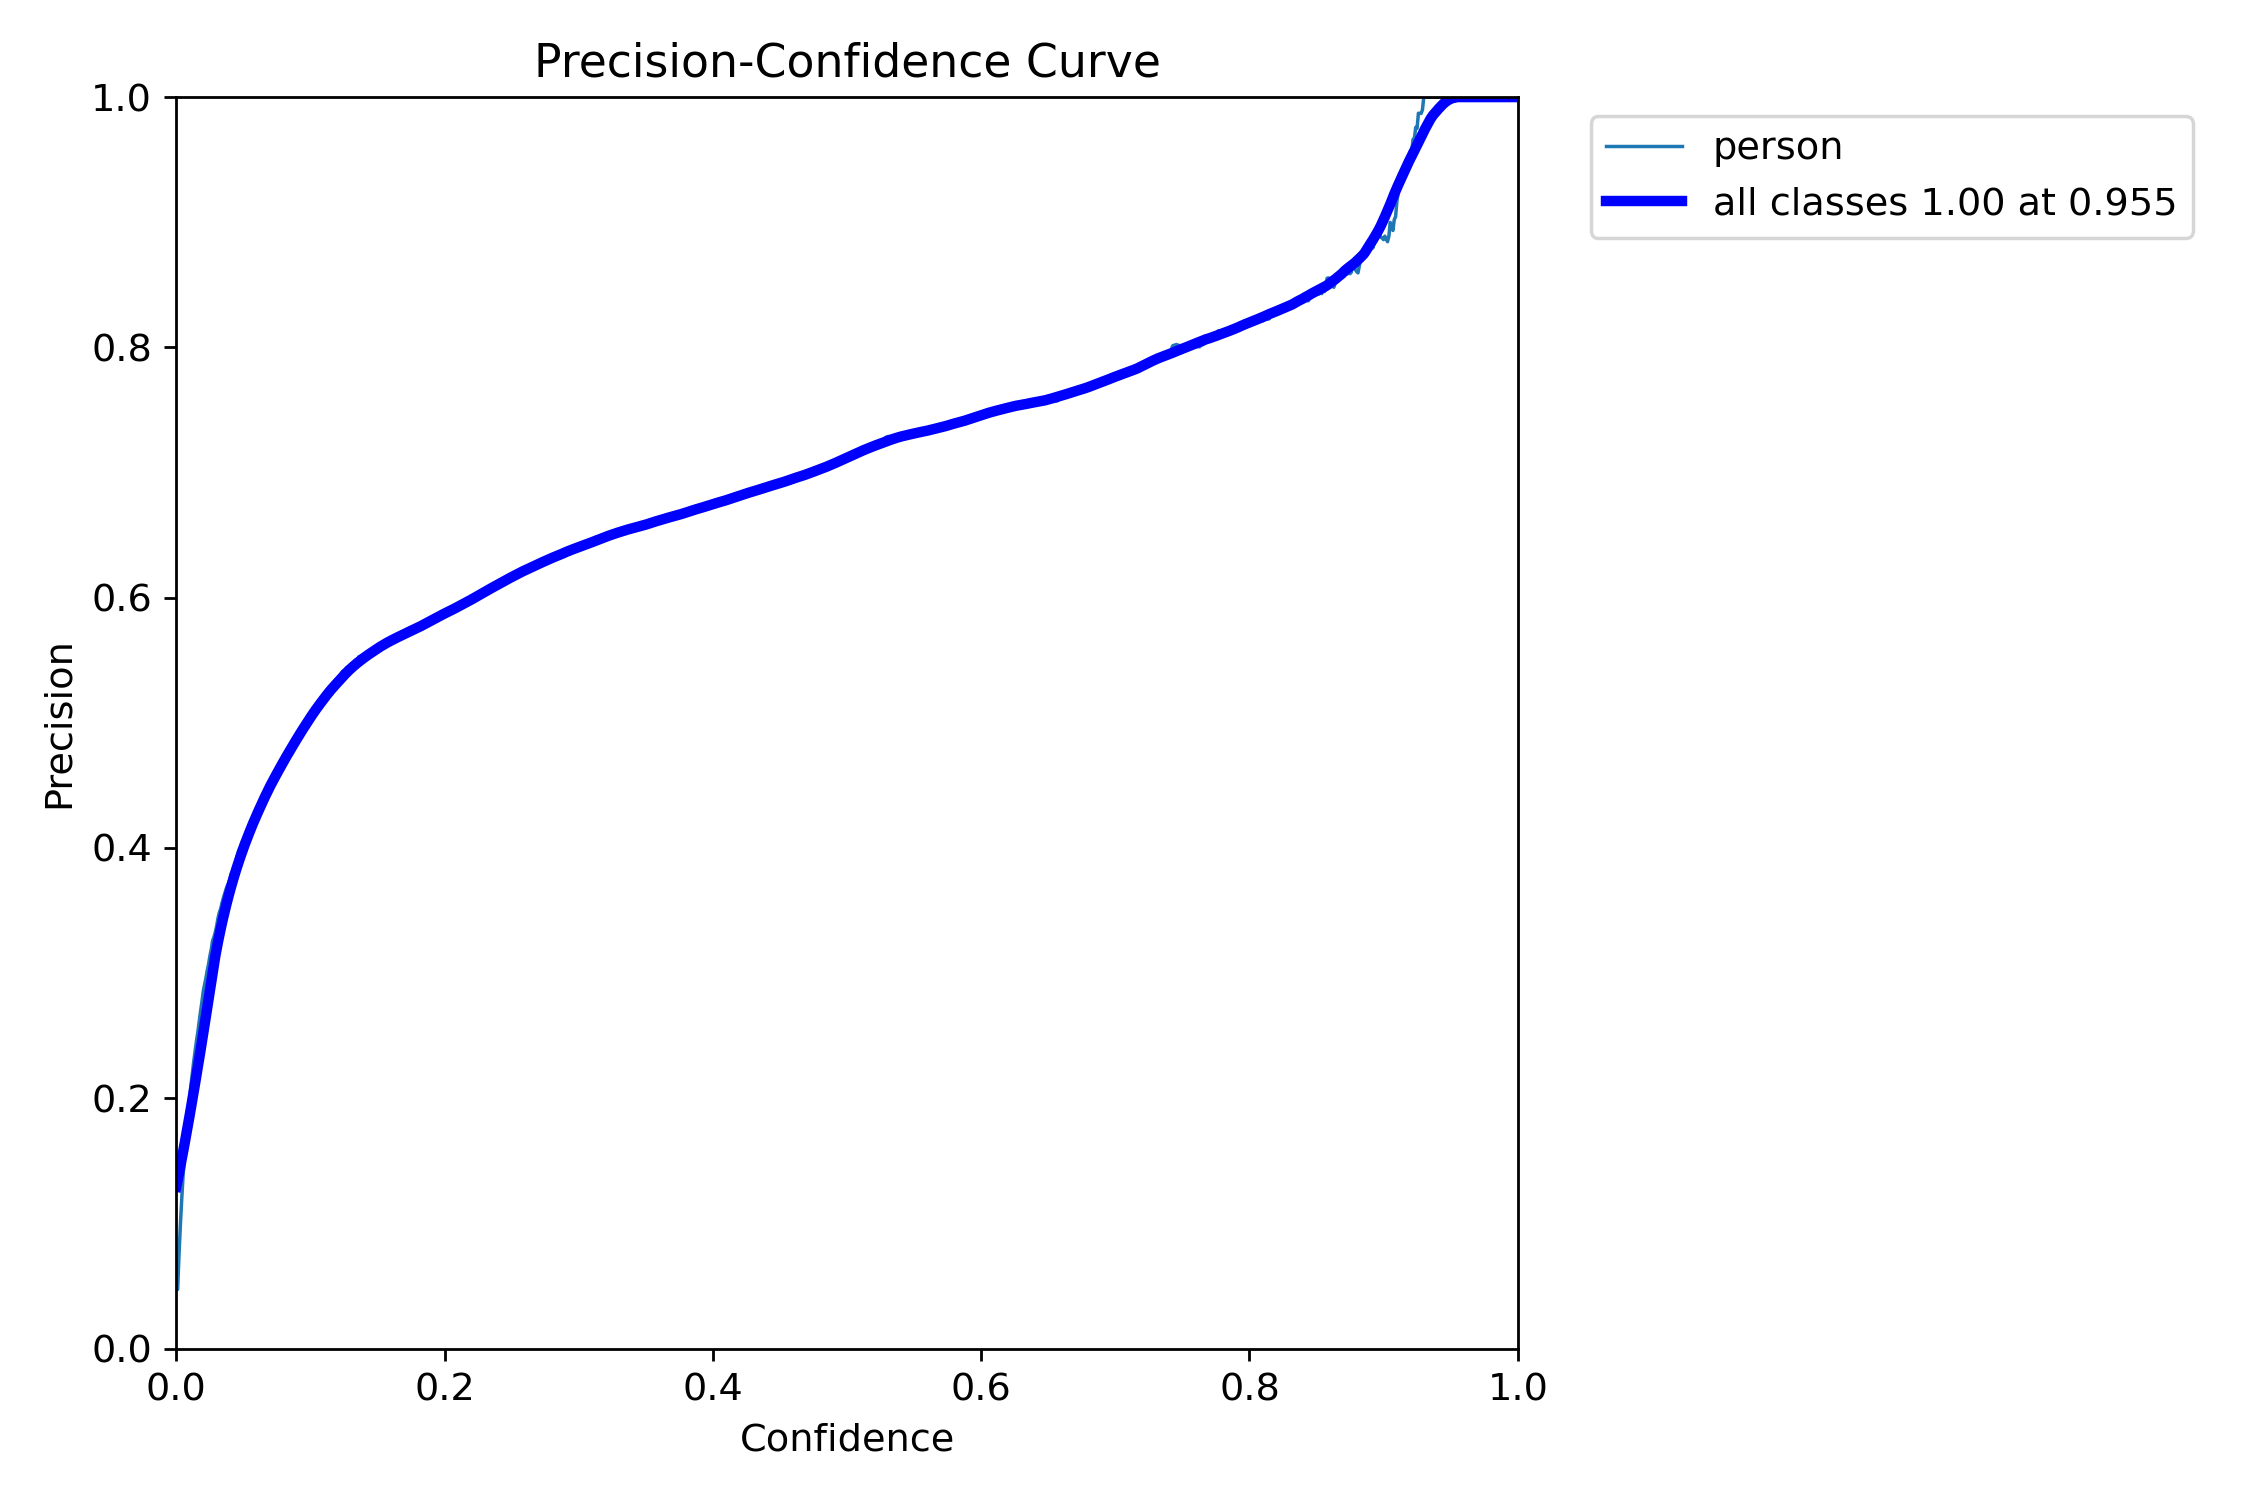 Precision-Confidence Curve
1.0
0.8
0.6
0.4
0.2
0.0
Precision
0.0 0.2 0.4 0.6 0.8 1.0
Confidence
person
all classes 1.00 at 0.955